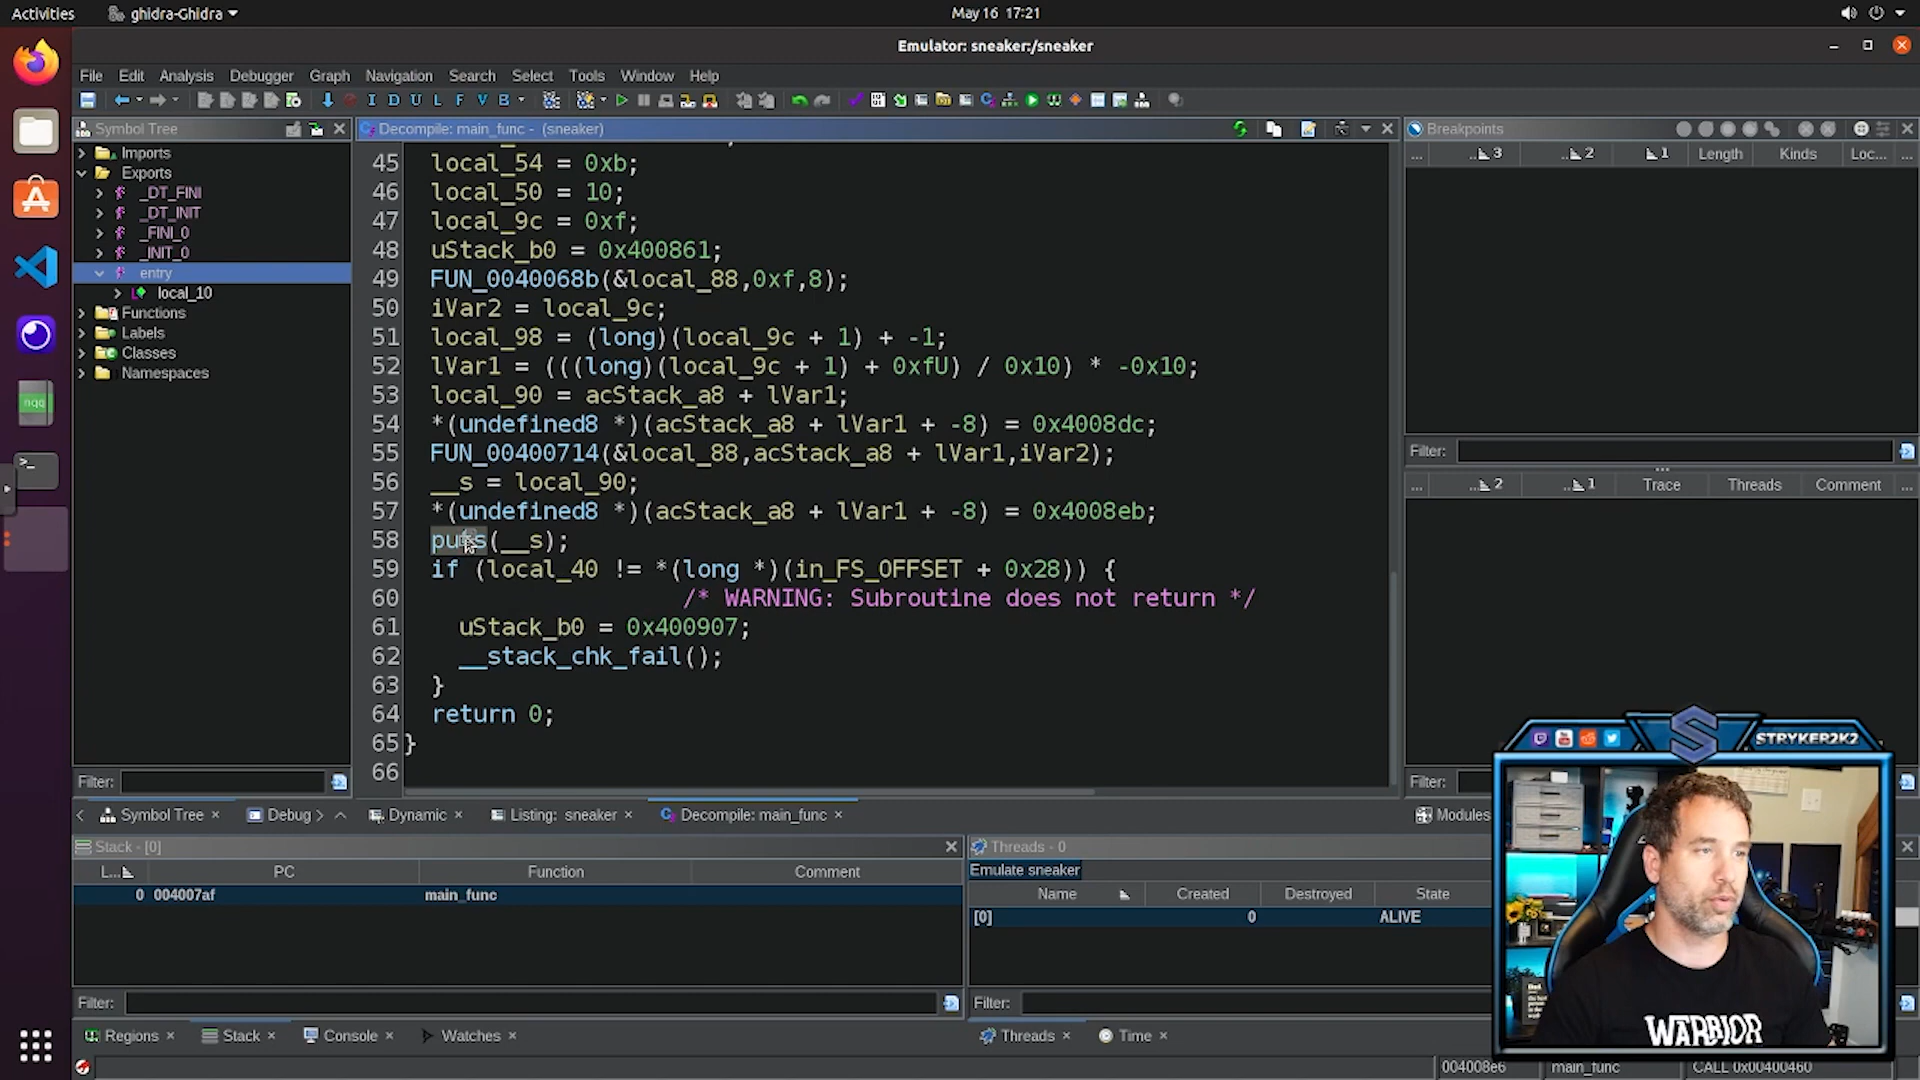 Activities
ghidra-Ghidra
May 16 17:21
Emulator: sneaker:/sneaker
File Edit Analysis Debugger Graph Navigation Search Select Tools Window Help
I D U L F V B
Symbol Tree
Imports
Exports
_DT_FINI
_DT_INIT
_FINI_0
_INIT_0
entry
local_10
Functions
Labels
Classes
Namespaces
Filter:
Decompile: main_func - (sneaker)
45 local_54 = 0xb;
46 local_50 = 10;
47 local_9c = 0xf;
48 uStack_b0 = 0x400861;
49 FUN_0040068b(&local_88,0xf,8);
50 iVar2 = local_9c;
51 local_98 = (long)(local_9c + 1) + -1;
52 lVar1 = (((long)(local_9c + 1) + 0xfU) / 0x10) * -0x10;
53 local_90 = acStack_a8 + lVar1;
54 *(undefined8 *)(acStack_a8 + lVar1 + -8) = 0x4008dc;
55 FUN_00400714(&local_88,acStack_a8 + lVar1,iVar2);
56 __s = local_90;
57 *(undefined8 *)(acStack_a8 + lVar1 + -8) = 0x4008eb;
58 puts(__s);
59 if (local_40 != *(long *)(in_FS_OFFSET + 0x28)) {
60 /* WARNING: Subroutine does not return */
61 uStack_b0 = 0x400907;
62 __stack_chk_fail();
63 }
64 return 0;
65 }
66
Breakpoints
... 3 ... 2 1 Length Kinds Loc... ...
Filter:
... 2 ... 1 Trace Threads Comment ...
Filter:
Symbol Tree × Debug Dynamic × Listing: sneaker × Decompile: main_func ×
Modules
Stack - [0]
L... PC Function Comment
0 004007af main_func
Filter:
Regions × Stack × Console × Watches ×
Threads - 0
Emulate sneaker
Name Created Destroyed State
[0] 0 ALIVE
Filter:
Threads × Time ×
004008e6 main_func CALL 0x00400460
S
STRYKER2K2
WARRIOR